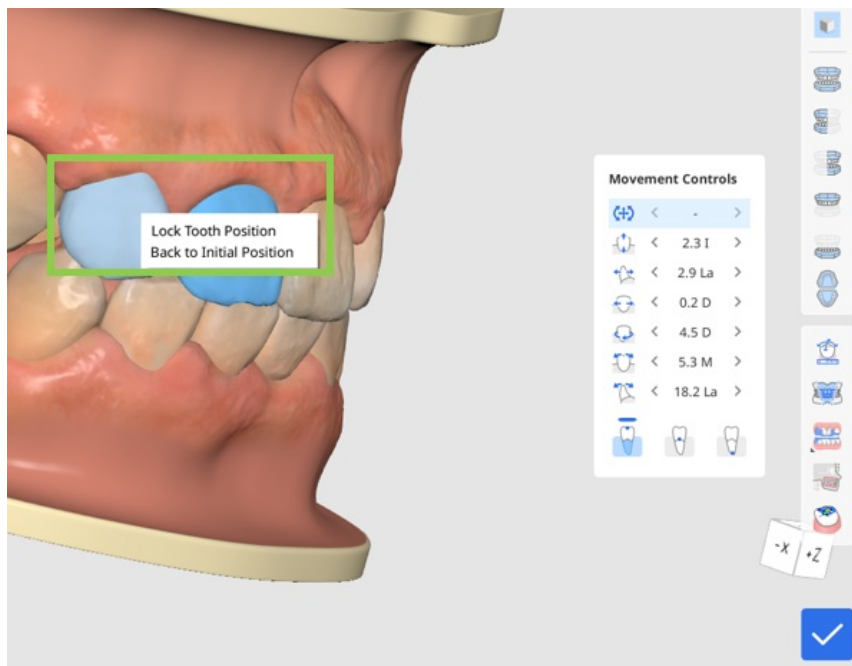 Lock Tooth Position
Back to Initial Position
Movement Controls
-
2.3 I
2.9 La
0.2 D
4.5 D
5.3 M
18.2 La
-X +Z